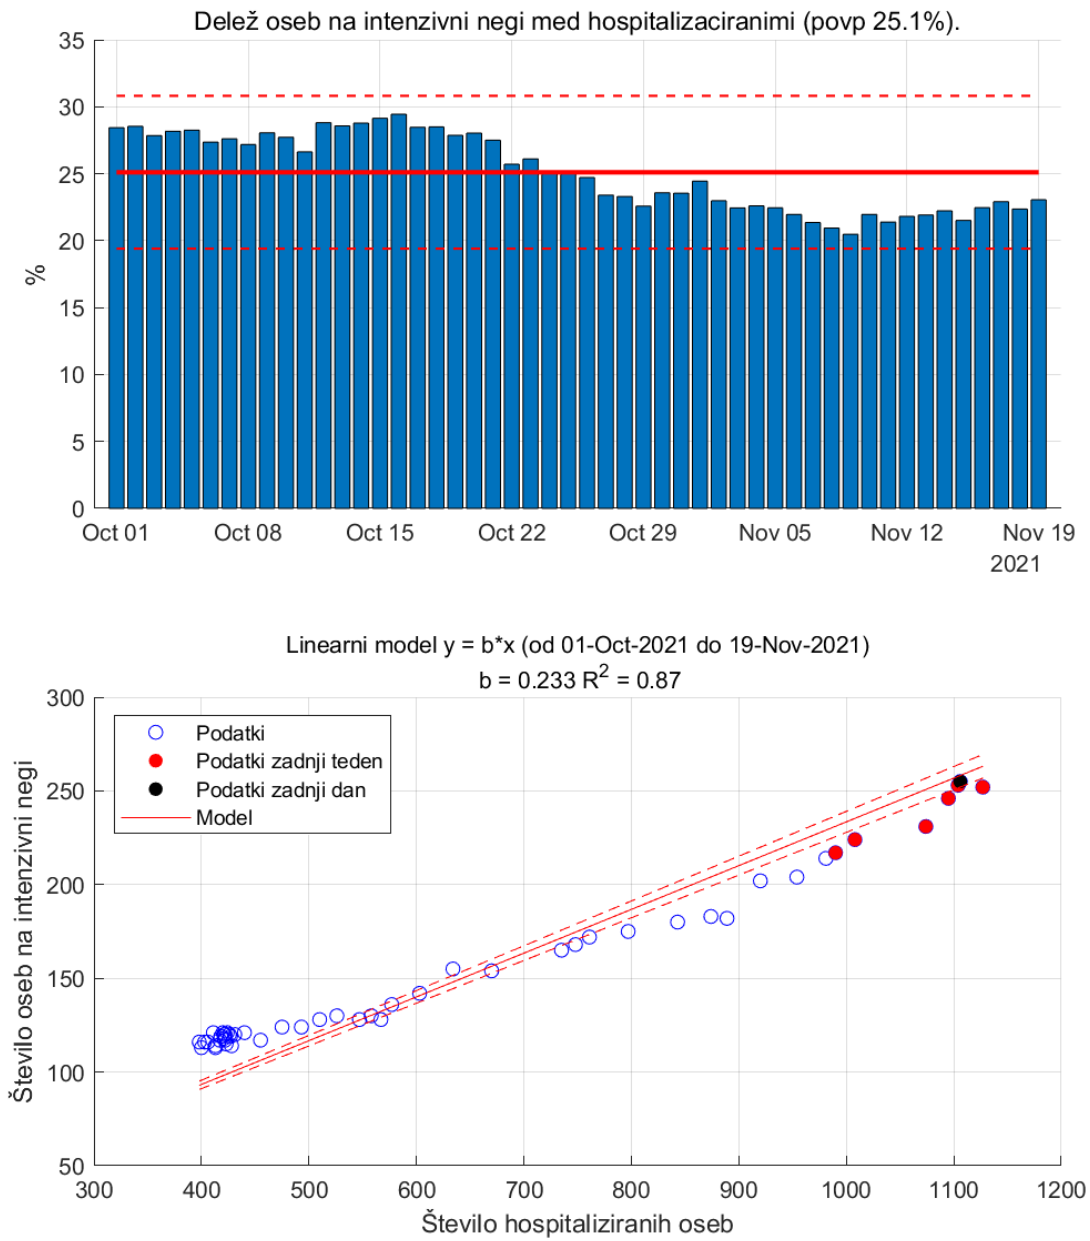 Delež oseb na intenzivni negi med hospitalizaciranimi (povp 25.1%).
35
30
25
20
15
10
5
0
%
Oct 01 Oct 08 Oct 15 Oct 22 Oct 29 Nov 05 Nov 12 Nov 19
2021
Linearni model y = b*x (od 01-Oct-2021 do 19-Nov-2021)
b = 0.233 R² = 0.87
300
250
200
150
100
50
Število oseb na intenzivni negi
Podatki
Podatki zadnji teden
Podatki zadnji dan
Model
300 400 500 600 700 800 900 1000 1100 1200
Število hospitaliziranih oseb